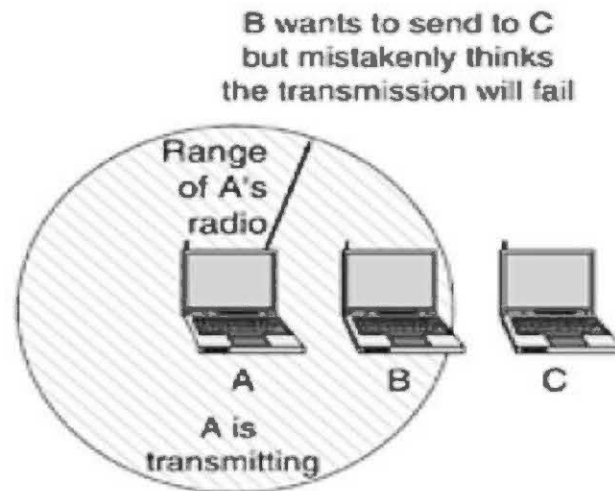 B wants to send to C
but mistakenly thinks
the transmission will fail
Range
of A's
radio
A
B
C
A is
transmitting